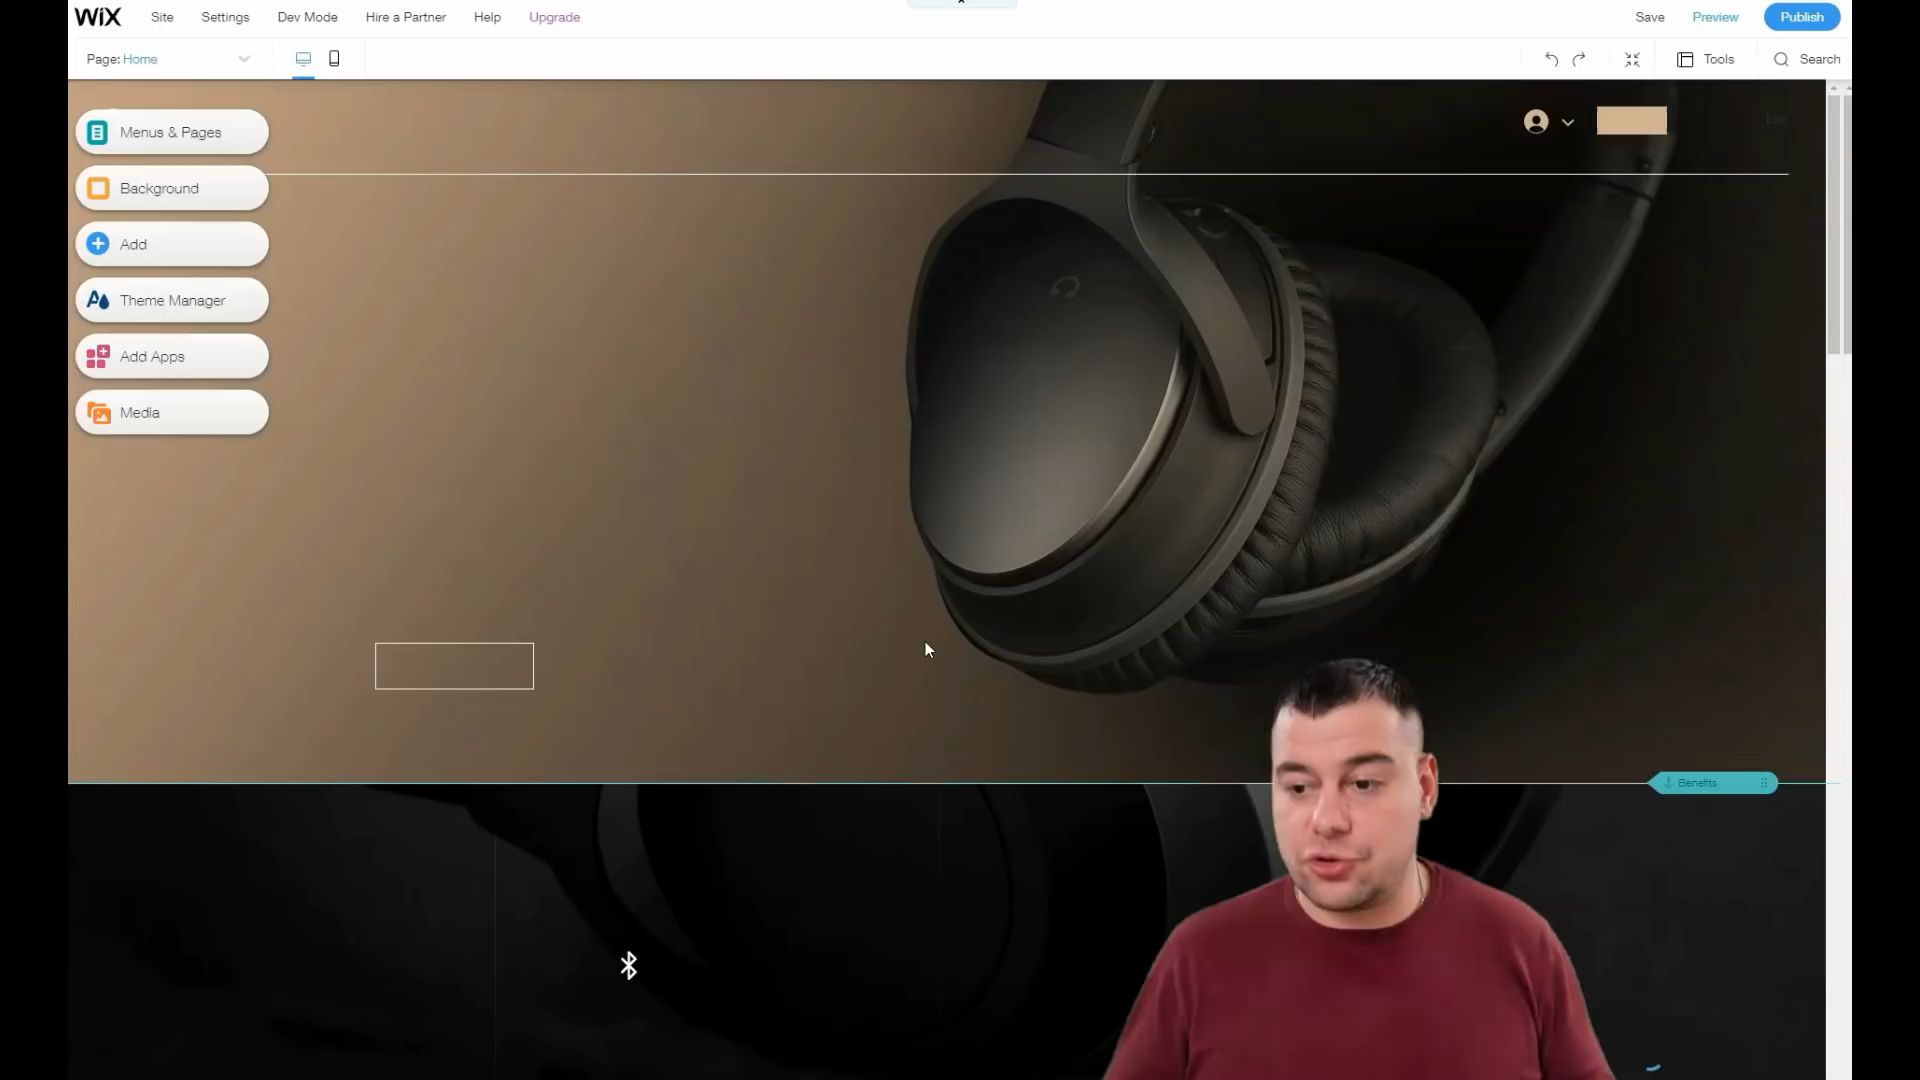 WiX Site Settings Dev Mode Hire a Partner Help Upgrade Save Preview Publish
Page: Home Tools Search
Menus & Pages
Background
Add
Theme Manager
Add Apps
Media
Benefits